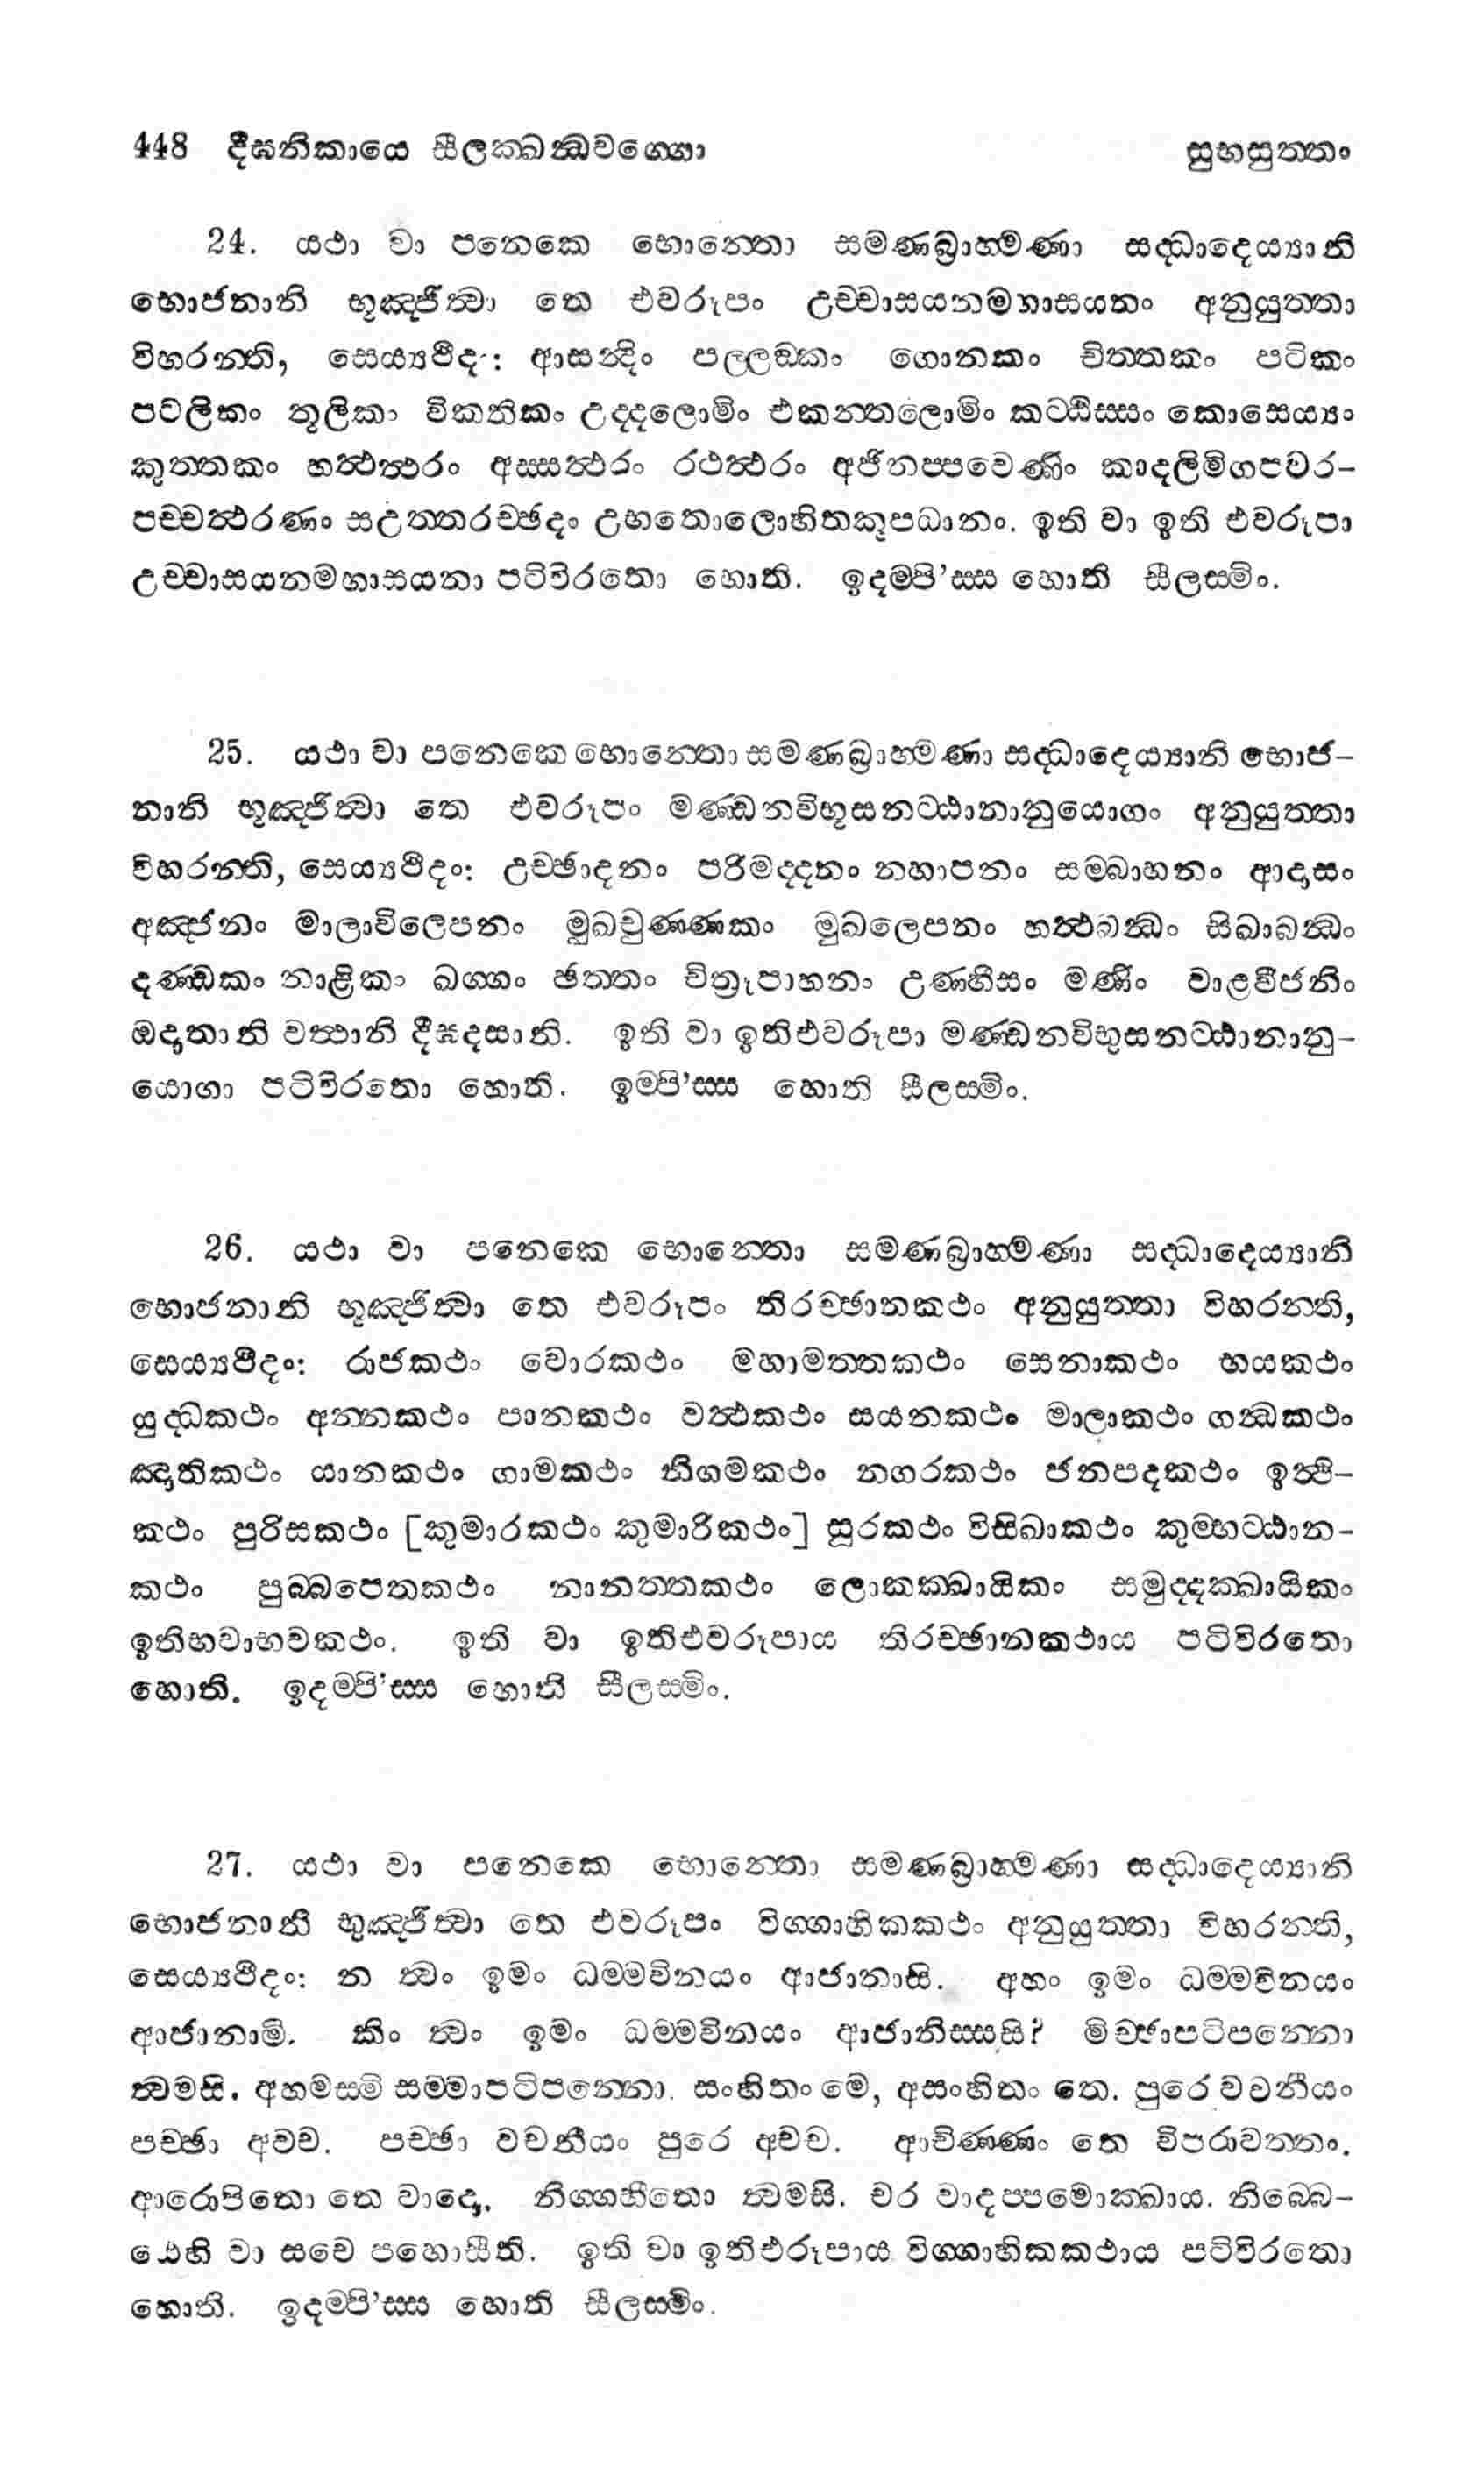 448 දීඝනිකායෙ සීලක්ඛන්ධවග්ගො සුභසුත්තං
24. යථා වා පනෙකෙ භොන්තො සමණබ්‍රාහ්මණා සද්ධාදෙය්‍යානි
භොජනානි භූඤ්ජිත්‍වා තෙ එවරූපං උච්චාසයනමහාසයනං අනුයුත්තා
විහරන්ති, සෙය්‍යථීදං: ආසන්දිං පල්ලඞ්කං ගොනකං චිත්තකං පටිකං
පටලිකං තූලිකං විකතිකං උද්දලොමිං එකන්තලොමිං කට්ඨිස්සං කොසෙය්‍යං
කුත්තකං හත්ථත්ථරං අස්සත්ථරං රථත්ථරං අජිනප්පවෙණිං කාදලිමිගපවර-
පච්චත්ථරණං සඋත්තරච්ඡදං උභතොලොහිතකූපධානං. ඉති වා ඉති එවරූපා
උච්චාසයනමහාසයනා පටිවිරතො හොති. ඉදම්පි’ස්ස හොති සීලස්මිං.
25. යථා වා පනෙකෙ භොන්තො සමණබ්‍රාහ්මණා සද්ධාදෙය්‍යානි භොජ-
නානි භූඤ්ජිත්‍වා තෙ එවරූපං මණ්ඩනවිභූසනට්ඨානානුයොගං අනුයුත්තා
විහරන්ති, සෙය්‍යථීදං: උච්ඡාදනං පරිමද්දනං නහාපනං සම්බාහනං ආදාසං
අඤ්ජනං මාලාවිලෙපනං මුඛචුණ්ණකං මුඛලෙපනං හත්ථබන්ධං සිඛාබන්ධං
දණ්ඩකං නාළිකං ඛග්ගං ඡත්තං චිත්‍රෑපාහනං උණ්හීසං මණිං වාළවීජනිං
ඔදාතානි වත්ථානි දීඝදසානි. ඉති වා ඉතිඑවරූපා මණ්ඩනවිභුසනට්ඨානානු-
යොගා පටිවිරතො හොති. ඉම්පි’ස්ස හොති සීලස්මිං.
26. යථා වා පනෙකෙ භොන්තො සමණබ්‍රාහ්මණා සද්ධාදෙය්‍යානි
භොජනානි භූඤ්ජිත්‍වා තෙ එවරූපං තිරච්ඡානකථං අනුයුත්තා විහරන්ති,
සෙය්‍යථීදං: රාජකථං චොරකථං මහාමත්තකථං සෙනාකථං භයකථං
යුද්ධකථං අන්නකථං පානකථං වත්ථකථං සයනකථං මාලාකථං ගන්ධකථං
ඤාතිකථං යානකථං ගාමකථං නිගමකථං නගරකථං ජනපදකථං ඉත්ථි-
කථං පුරිසකථං [කුමාරකථං කුමාරිකථං] සූරකථං විසිඛාකථං කුම්භට්ඨාන-
කථං පුබ්බපෙතකථං නානත්තකථං ලොකක්ඛායිකං සමුද්දක්ඛායිකං
ඉතිභවාභවකථං. ඉති වා ඉතිඑවරූපාය තිරච්ඡානකථාය පටිවිරතො
හොති. ඉදම්පි’ස්ස හොති සීලස්මිං.
27. යථා වා පනෙකෙ භොන්තො සමණබ්‍රාහ්මණා සද්ධාදෙය්‍යානි
භොජනානි භුඤ්ජිත්‍වා තෙ එවරූපං විග්ගාහිකකථං අනුයුත්තා විහරන්ති,
සෙය්‍යථීදං: න ත්‍වං ඉමං ධම්මවිනයං ආජානාසි. අහං ඉමං ධම්මවිනයං
ආජානාමි. කිං ත්‍වං ඉමං ධම්මවිනයං ආජානිස්සසි? මිච්ඡාපටිපන්නො
ත්‍වමසි. අහමස්මි සම්මාපටිපන්නො. සංහිතං මෙ, අසංහිතං තෙ. පුරෙ වචනීයං
පච්ඡා අවච. පච්ඡා වචනීයං පුරෙ අවච. ආචිණ්ණං තෙ විපරාවත්තං.
ආරොපිතො තෙ වාදො. නිග්ගහීතො ත්‍වමසි. චර වාදප්පමොක්ඛාය. නිබ්බෙ-
ඨෙහි වා සචෙ පහොසීති. ඉති වා ඉතිඑරූපාය විග්ගාහිකකථාය පටිවිරතො
හොති. ඉදම්පි’ස්ස හොති සීලස්මිං.